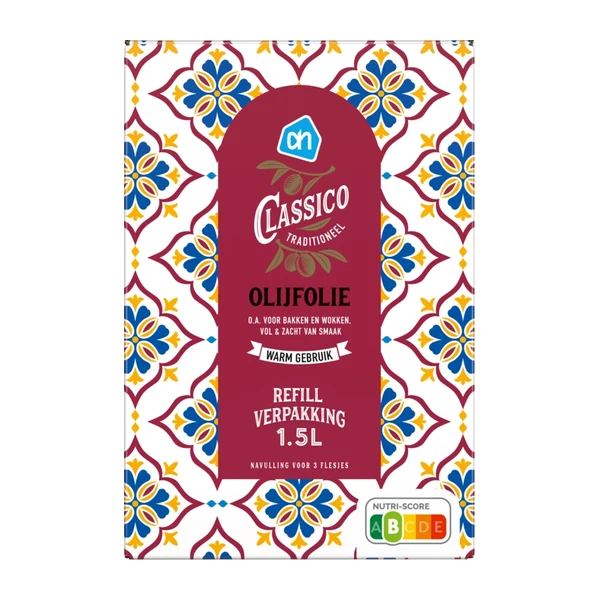 ah
CLASSICO
TRADITIONEEL
OLIJFOLIE
O.A. VOOR BAKKEN EN WOKKEN,
VOL & ZACHT VAN SMAAK
WARM GEBRUIK
REFILL
VERPAKKING
1.5L
NAVULLING VOOR 3 FLESJES
NUTRI-SCORE
A B C D E